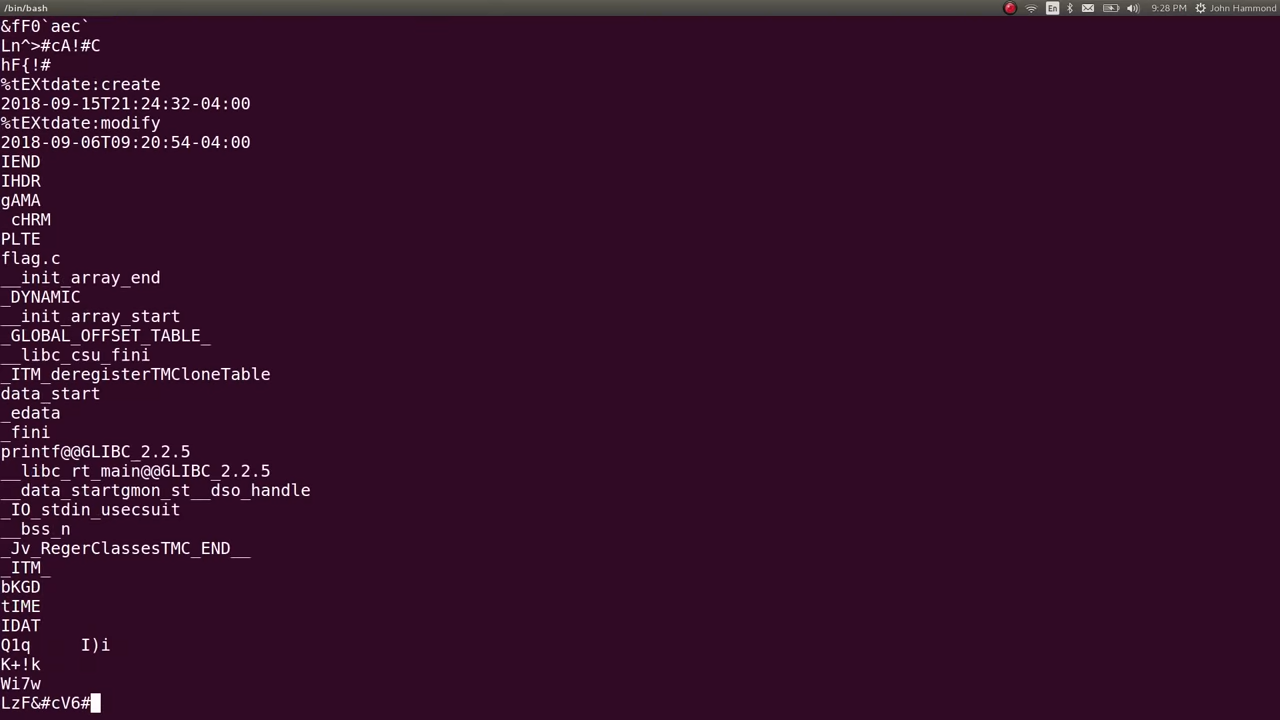 /bin/bash
En
9:28 PM
John Hammond
&fF0`aec`
Ln^>#cA!#C
hF{!#
%tEXtdate:create
2018-09-15T21:24:32-04:00
%tEXtdate:modify
2018-09-06T09:20:54-04:00
IEND
IHDR
gAMA
 cHRM
PLTE
flag.c
__init_array_end
_DYNAMIC
__init_array_start
_GLOBAL_OFFSET_TABLE_
__libc_csu_fini
_ITM_deregisterTMCloneTable
data_start
_edata
_fini
printf@@GLIBC_2.2.5
__libc_rt_main@@GLIBC_2.2.5
__data_startgmon_st__dso_handle
_IO_stdin_usecsuit
__bss_n
_Jv_RegerClassesTMC_END__
_ITM_
bKGD
tIME
IDAT
Q1q     I)i
K+!k
Wi7w
LzF&#cV6#